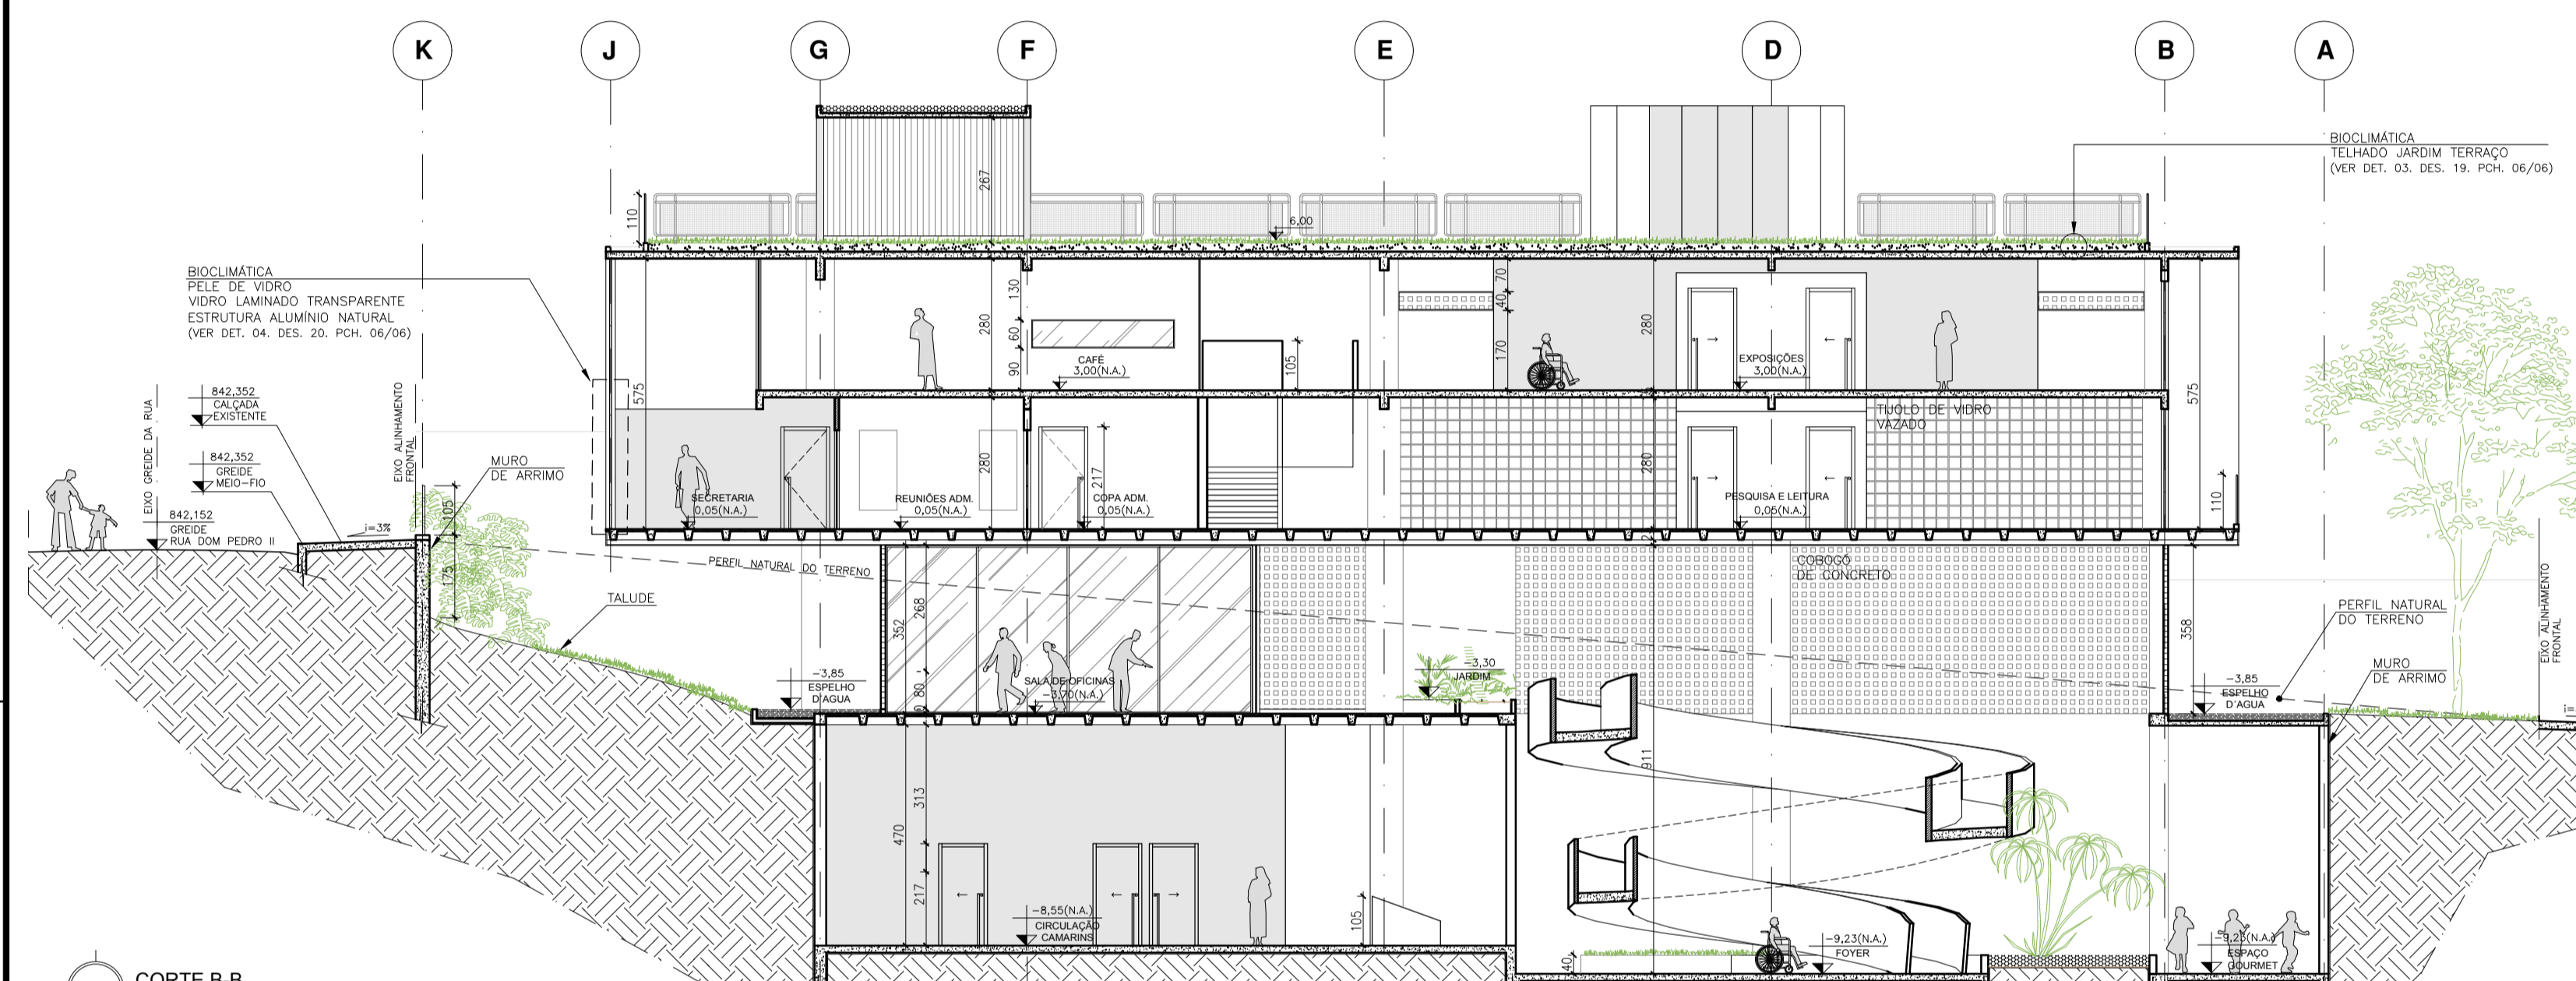 K
J
G
F
E
D
B
A
BIOCLIMÁTICA
TELHADO JARDIM TERRAÇO
(VER DET. 03. DES. 19. PCH. 06/06)
267
110
6,00
BIOCLIMÁTICA
PELE DE VIDRO
VIDRO LAMINADO TRANSPARENTE
ESTRUTURA ALUMÍNIO NATURAL
(VER DET. 04. DES. 20. PCH. 06/06)
575
280
130
60
90
CAFÉ
3,00(N.A.)
105
70
40
170
280
EXPOSIÇÕES
3,00(N.A.)
575
EIXO GREIDE DA RUA
842,352
CALÇADA
EXISTENTE
842,352
GREIDE
MEIO-FIO
842,152
GREIDE
RUA DOM PEDRO II
i=3%
EIXO ALINHAMENTO
FRONTAL
MURO
DE ARRIMO
105
175
SECRETARIA
0,05(N.A.)
REUNIÕES ADM.
0,05(N.A.)
280
217
COPA ADM.
0,05(N.A.)
280
TIJOLO DE VIDRO
VAZADO
PESQUISA E LEITURA
0,05(N.A.)
110
PERFIL NATURAL DO TERRENO
TALUDE
352
268
80
SALA DE OFICINAS
-3,70(N.A.)
-3,85
ESPELHO
D'AGUA
-3,30
JARDIM
COBOGÓ
DE CONCRETO
358
-3,85
ESPELHO
D'AGUA
PERFIL NATURAL
DO TERRENO
MURO
DE ARRIMO
EIXO ALINHAMENTO
FRONTAL
i=
911
470
313
217
-8,55(N.A.)
CIRCULAÇÃO
CAMARINS
105
40
-9,23(N.A.)
FOYER
-9,23(N.A.)
ESPAÇO
GOURMET
CORTE B-B